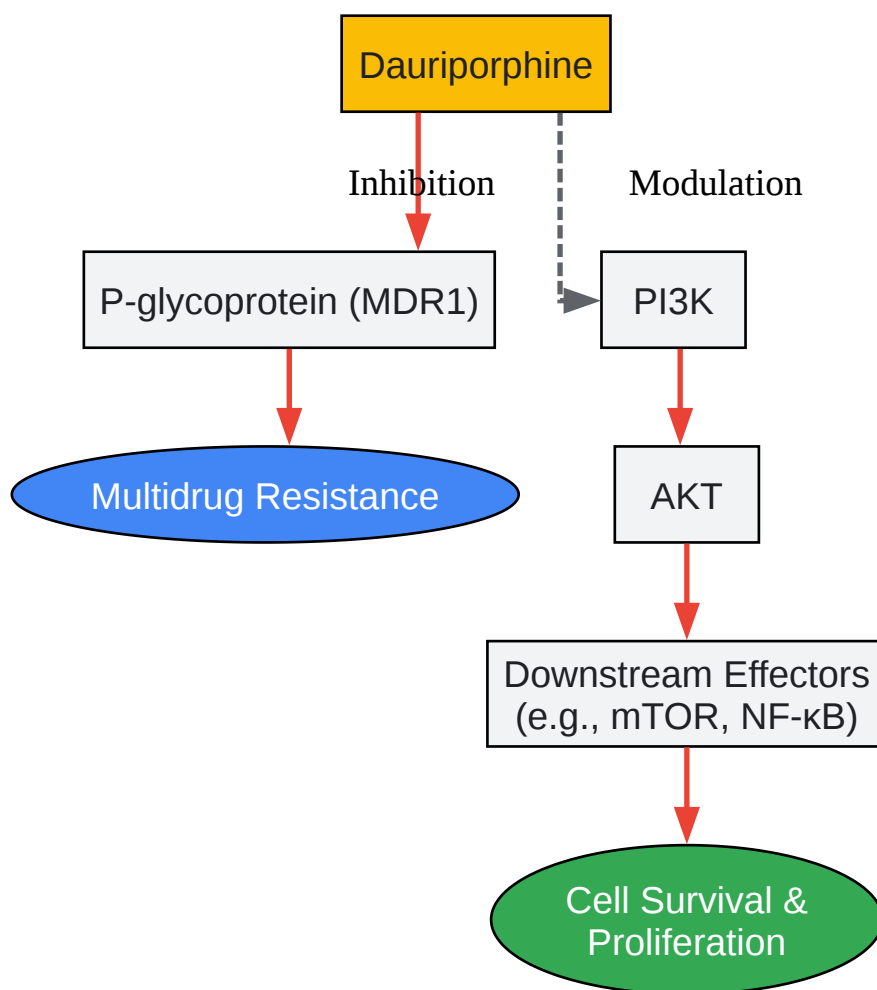 Dauriporphine
Inhibition
Modulation
P-glycoprotein (MDR1)
PI3K
Multidrug Resistance
AKT
Downstream Effectors
(e.g., mTOR, NF-κB)
Cell Survival &
Proliferation